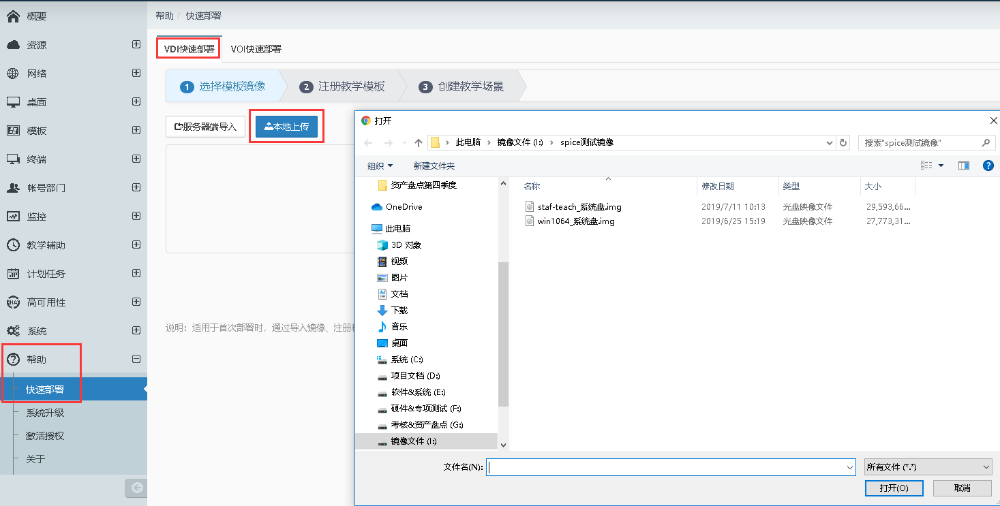 概要
资源
网络
桌面
模板
终端
帐号部门
监控
教学辅助
计划任务
高可用性
HA
系统
帮助
快速部署
系统升级
激活授权
关于
帮助 / 快速部署
VDI快速部署 VOI快速部署
1 选择模板镜像 2 注册教学模板 3 创建教学场景
服务器端导入 本地上传
说明：适用于首次部署时，通过导入镜像、注册
打开
此电脑 › 镜像文件 (I:) › spice测试镜像
搜索"spice测试镜像"
组织 新建文件夹
资产盘点第四季度
OneDrive
此电脑
3D 对象
视频
图片
文档
下载
音乐
桌面
系统 (C:)
项目文档 (D:)
软件&系统 (E:)
硬件&专项测试 (F:)
考核&资产盘点 (G:)
镜像文件 (I:)
名称 修改日期 类型 大小
staf-teach_系统盘.img 2019/7/11 10:13 光盘映像文件 29,593,66...
win1064_系统盘.img 2019/6/25 15:19 光盘映像文件 27,773,31...
文件名(N): 所有文件 (*.*)
打开(O) 取消